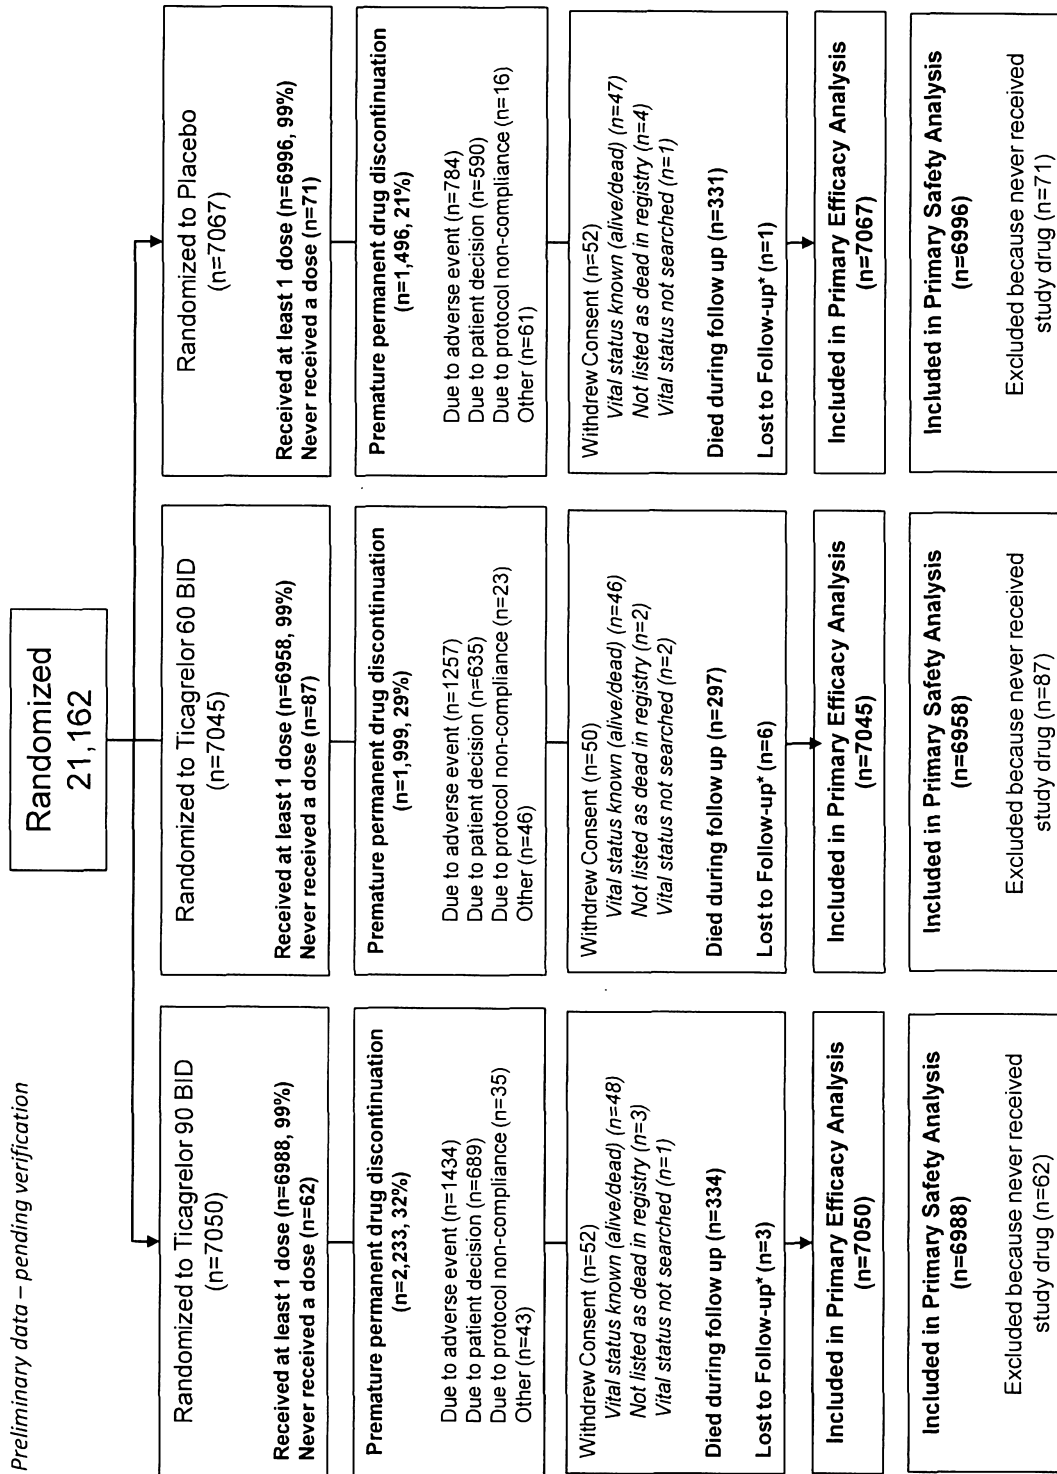 Preliminary data – pending verification
Randomized
21,162
Randomized to Ticagrelor 90 BID
(n=7050)
Received at least 1 dose (n=6988, 99%)
Never received a dose (n=62)
Premature permanent drug discontinuation
(n=2,233, 32%)
Due to adverse event (n=1434)
Due to patient decision (n=689)
Due to protocol non-compliance (n=35)
Other (n=43)
Withdrew Consent (n=52)
Vital status known (alive/dead) (n=48)
Not listed as dead in registry (n=3)
Vital status not searched (n=1)
Died during follow up (n=334)
Lost to Follow-up* (n=3)
Included in Primary Efficacy Analysis
(n=7050)
Included in Primary Safety Analysis
(n=6988)
Excluded because never received
study drug (n=62)
Randomized to Ticagrelor 60 BID
(n=7045)
Received at least 1 dose (n=6958, 99%)
Never received a dose (n=87)
Premature permanent drug discontinuation
(n=1,999, 29%)
Due to adverse event (n=1257)
Due to patient decision (n=635)
Due to protocol non-compliance (n=23)
Other (n=46)
Withdrew Consent (n=50)
Vital status known (alive/dead) (n=46)
Not listed as dead in registry (n=2)
Vital status not searched (n=2)
Died during follow up (n=297)
Lost to Follow-up* (n=6)
Included in Primary Efficacy Analysis
(n=7045)
Included in Primary Safety Analysis
(n=6958)
Excluded because never received
study drug (n=87)
Randomized to Placebo
(n=7067)
Received at least 1 dose (n=6996, 99%)
Never received a dose (n=71)
Premature permanent drug discontinuation
(n=1,496, 21%)
Due to adverse event (n=784)
Due to patient decision (n=590)
Due to protocol non-compliance (n=16)
Other (n=61)
Withdrew Consent (n=52)
Vital status known (alive/dead) (n=47)
Not listed as dead in registry (n=4)
Vital status not searched (n=1)
Died during follow up (n=331)
Lost to Follow-up* (n=1)
Included in Primary Efficacy Analysis
(n=7067)
Included in Primary Safety Analysis
(n=6996)
Excluded because never received
study drug (n=71)